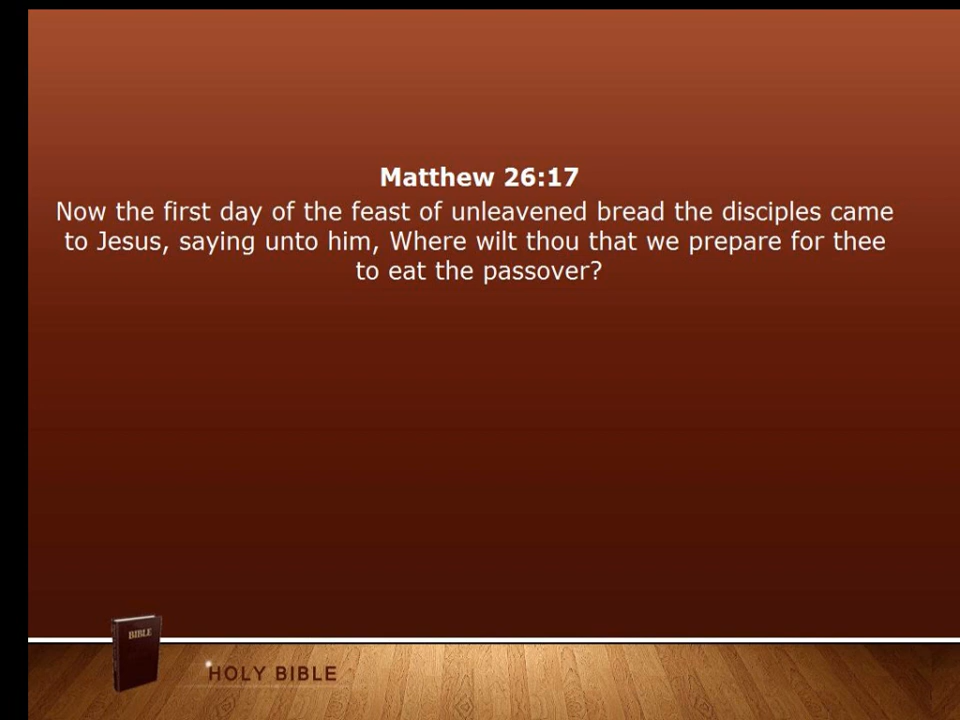 Matthew 26:17
Now the first day of the feast of unleavened bread the disciples came
to Jesus, saying unto him, Where wilt thou that we prepare for thee
to eat the passover?
BIBLE
HOLY BIBLE